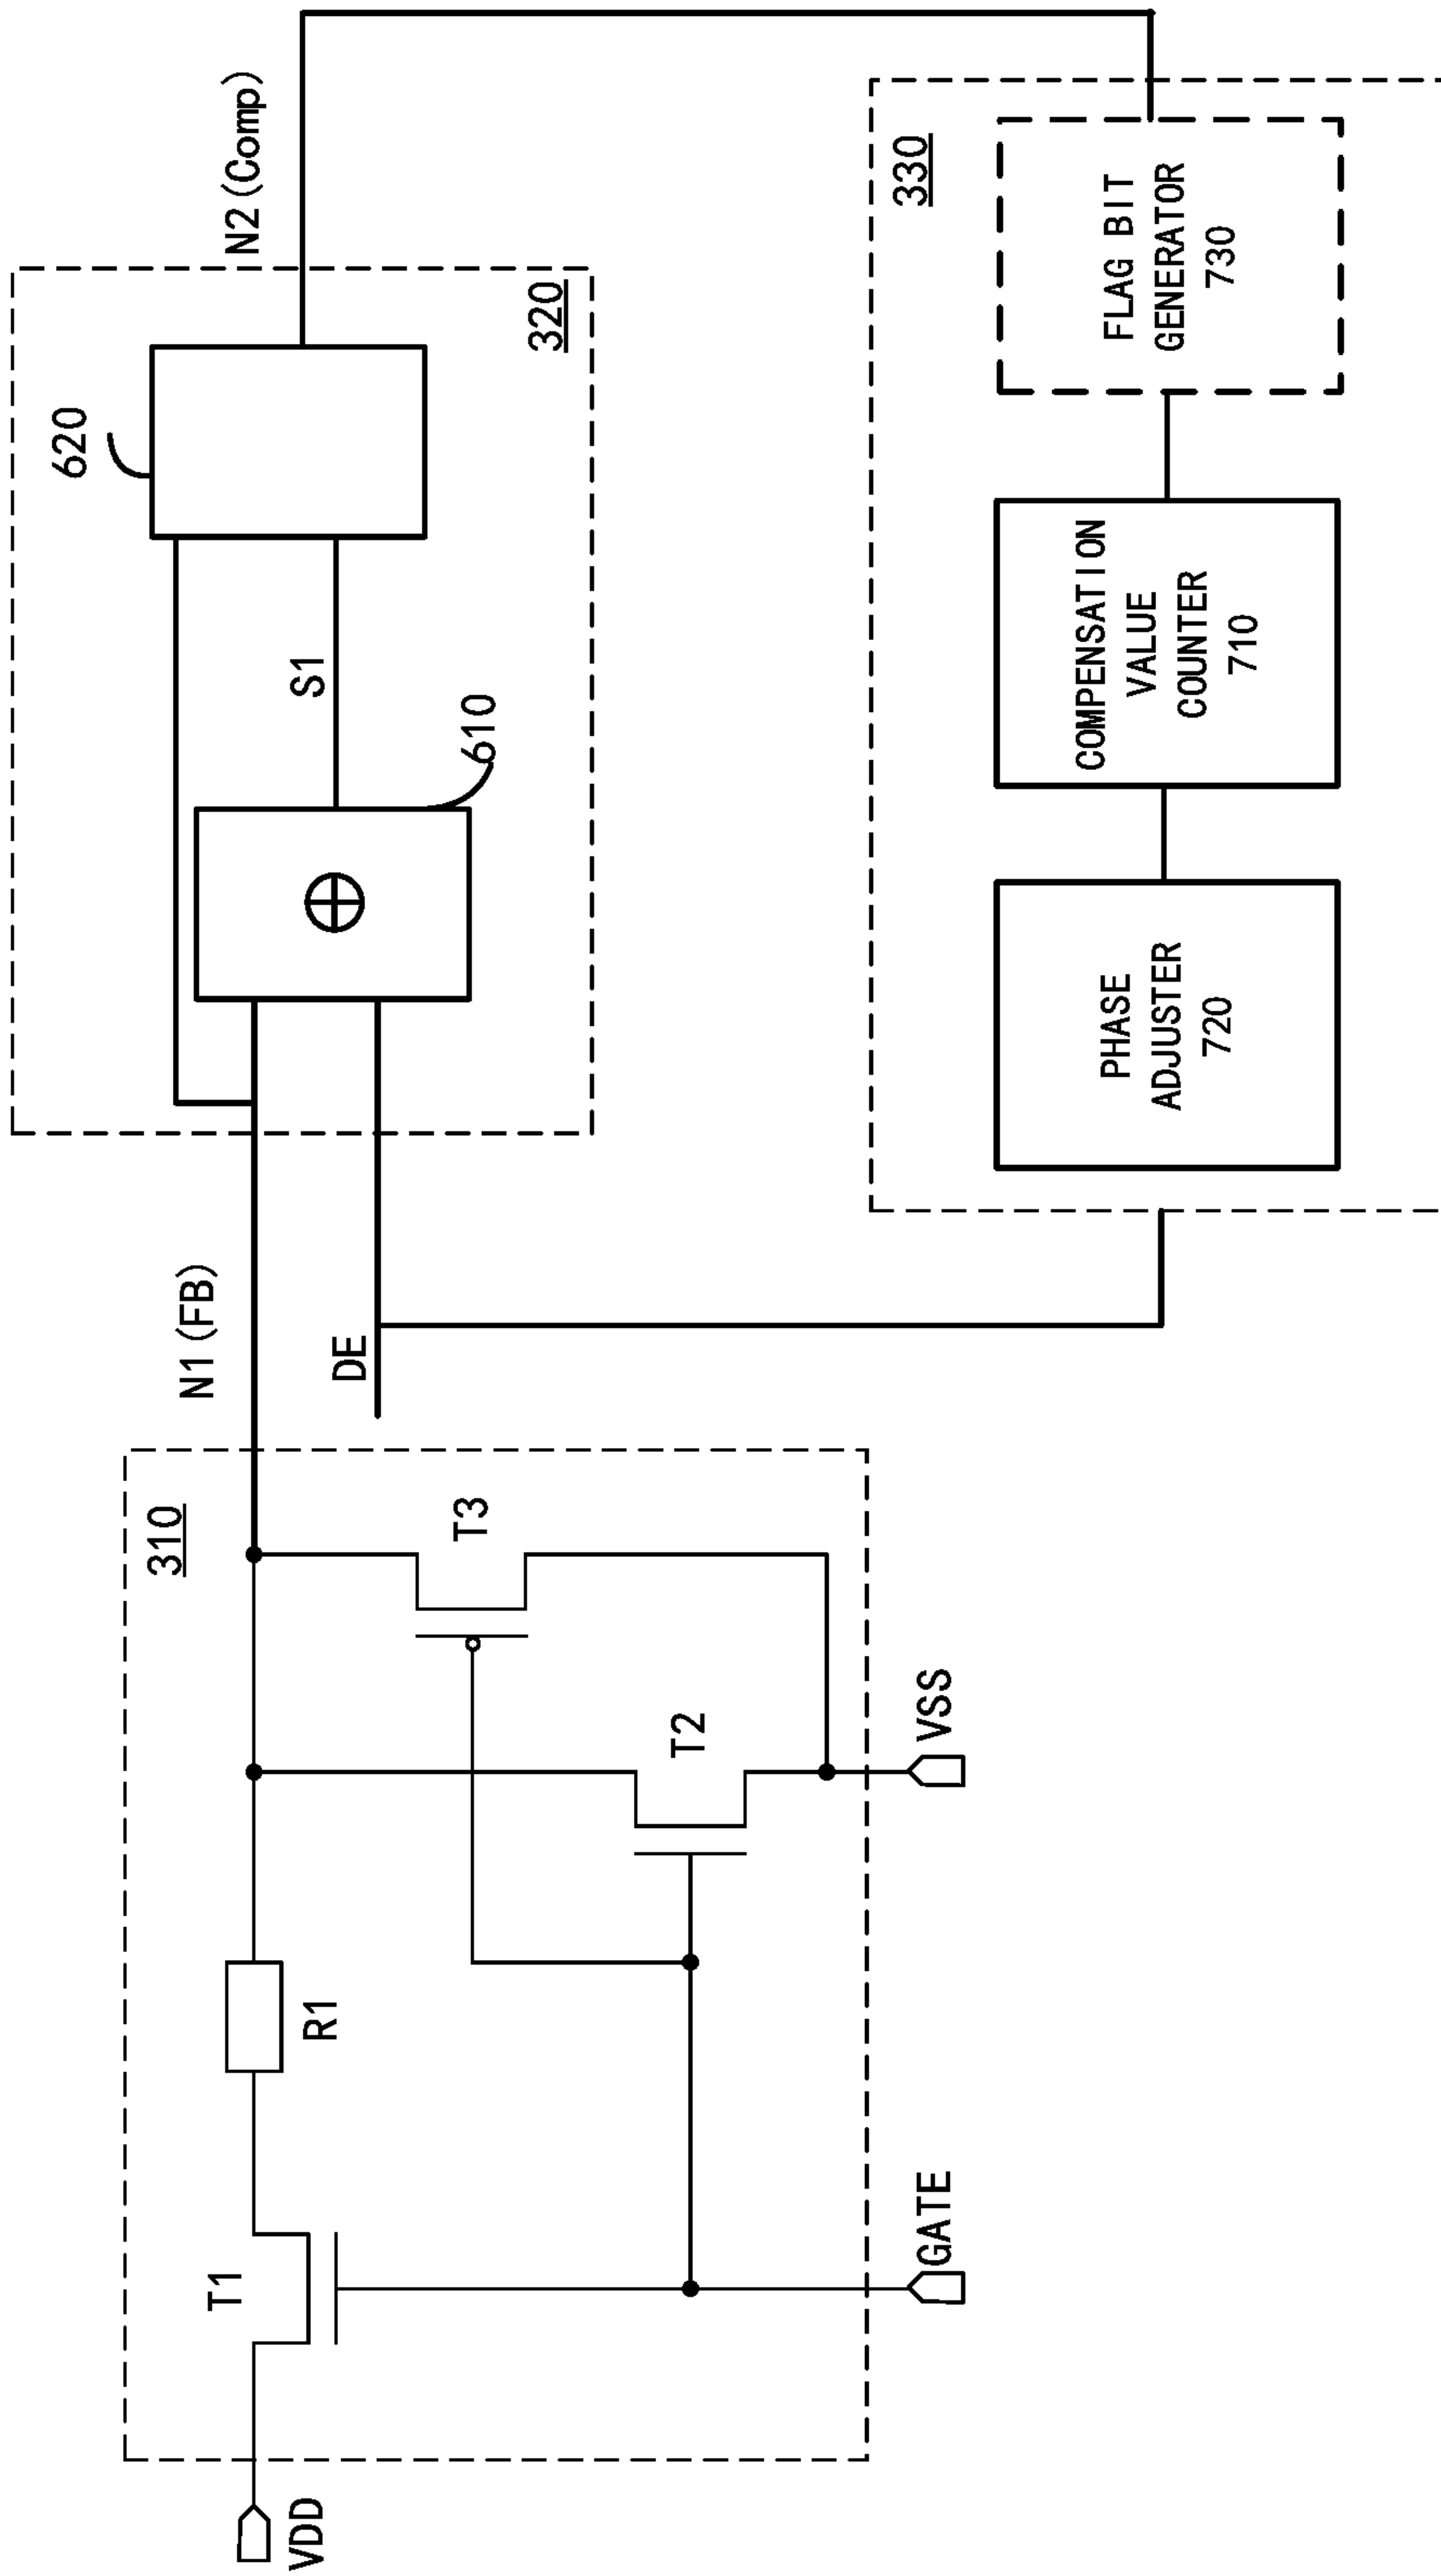 310
T1
R1
T2
T3
VDD
GATE
VSS
N1(FB)
DE
320
610
S1
620
N2(Comp)
330
PHASE
ADJUSTER
720
COMPENSATION
VALUE
COUNTER
710
FLAG BIT
GENERATOR
730